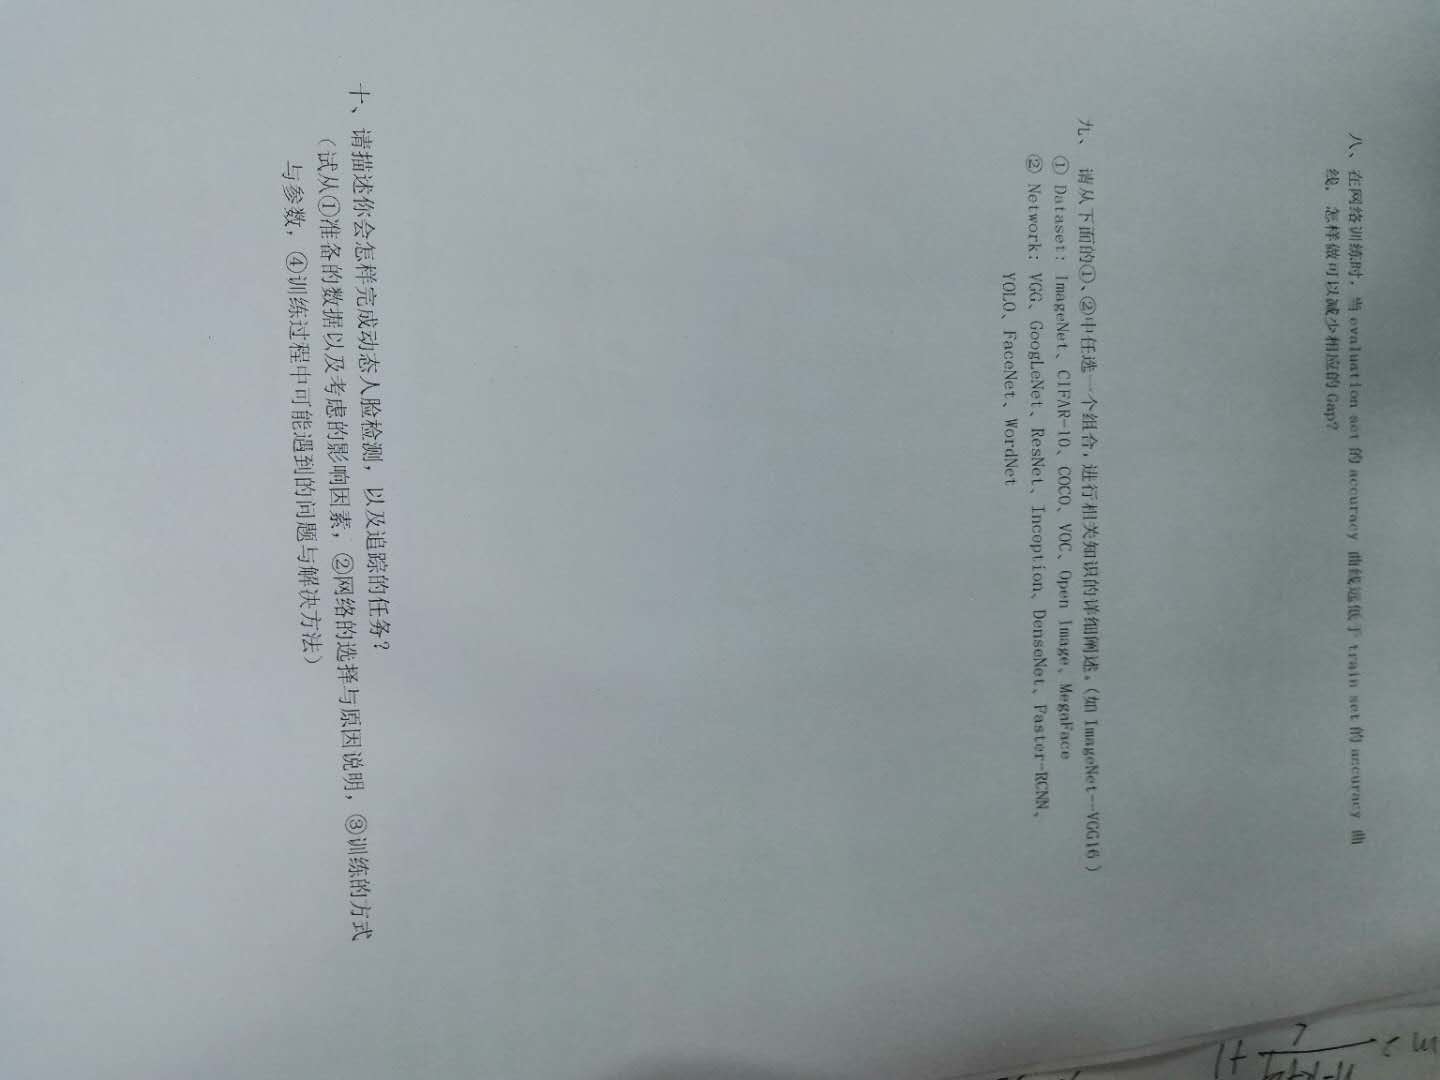 八、在网络训练时，当 evaluation set 的 accuracy 曲线远低于 train set 的 accuracy 曲
线，怎样做可以减少相应的 Gap?
九、 请从下面的①、②中任选一个组合，进行相关知识的详细阐述。（如 ImageNet--VGG16 ）
① Dataset: ImageNet、CIFAR-10、COCO、VOC、Open Image、MegaFace
② Network: VGG、GoogLeNet、ResNet、Inception、DenseNet、Faster-RCNN、
YOLO、FaceNet、WordNet
十、请描述你会怎样完成动态人脸检测，以及追踪的任务?
（试从①准备的数据以及考虑的影响因素，②网络的选择与原因说明，③训练的方式
与参数，④训练过程中可能遇到的问题与解决方法）